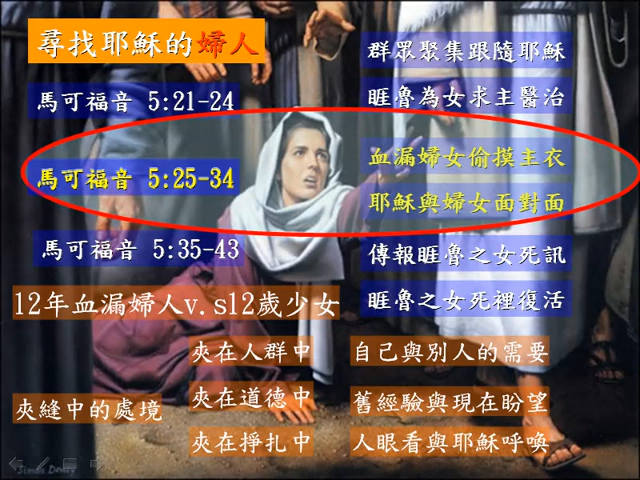 尋找耶穌的婦人
群眾聚集跟隨耶穌
馬可福音 5:21-24
睚魯為女求主醫治
血漏婦女偷摸主衣
馬可福音 5:25-34
耶穌與婦女面對面
馬可福音 5:35-43
傳報睚魯之女死訊
12年血漏婦人v.s12歲少女
睚魯之女死裡復活
夾在人群中
自己與別人的需要
夾縫中的處境
夾在道德中
舊經驗與現在盼望
夾在掙扎中
人眼看與耶穌呼喚
Simon Dewey